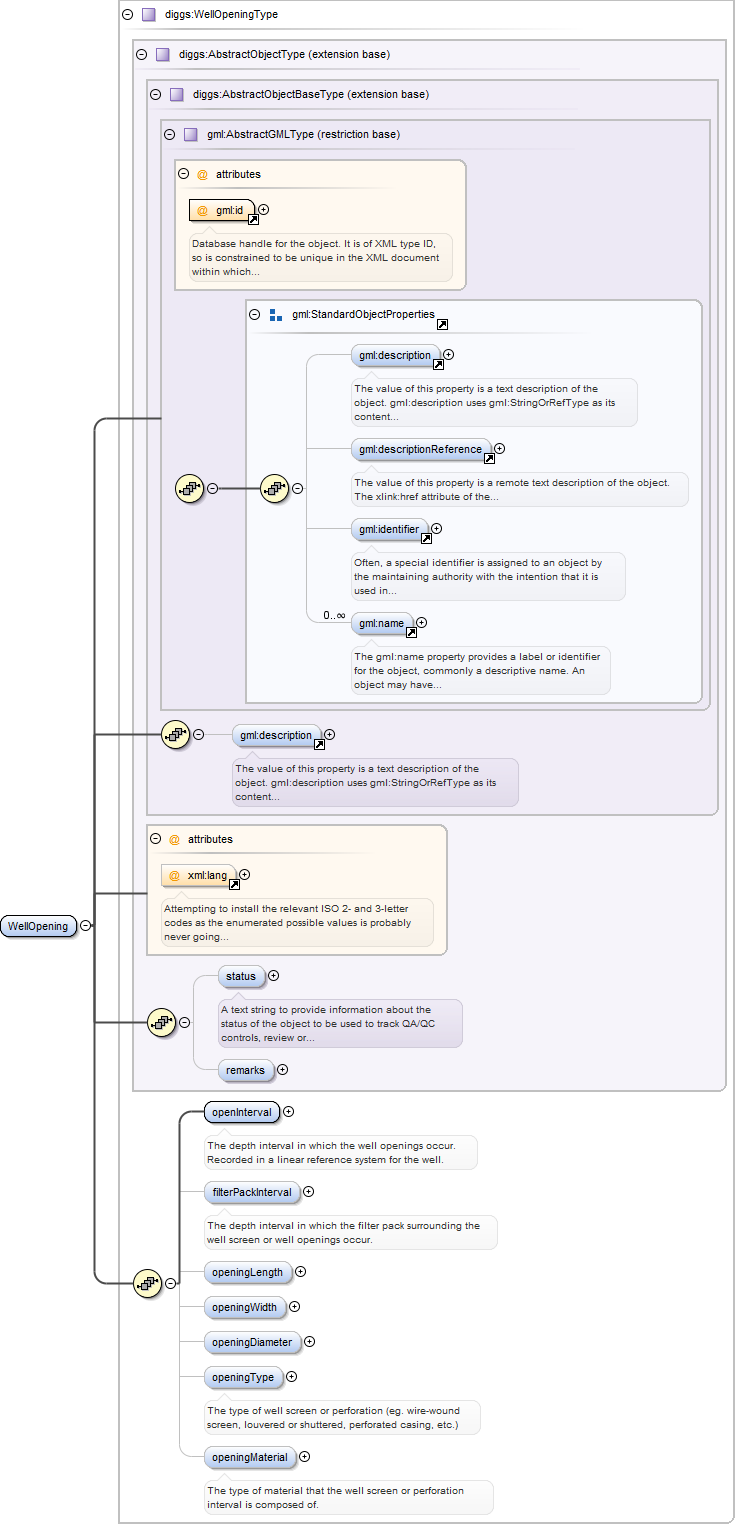 diggs:WellOpeningType
diggs:AbstractObjectType (extension base)
diggs:AbstractObjectBaseType (extension base)
gml:AbstractGMLType (restriction base)
@ attributes
@ gml:id
Database handle for the object. It is of XML type ID,
so is constrained to be unique in the XML document
within which...
gml:StandardObjectProperties
gml:description
The value of this property is a text description of the
object. gml:description uses gml:StringOrRefType as its
content...
gml:descriptionReference
The value of this property is a remote text description of the object.
The xlink:href attribute of the...
gml:identifier
Often, a special identifier is assigned to an object by
the maintaining authority with the intention that it is
used in...
0..∞
gml:name
The gml:name property provides a label or identifier
for the object, commonly a descriptive name. An
object may have...
gml:description
The value of this property is a text description of the
object. gml:description uses gml:StringOrRefType as its
content...
@ attributes
@ xml:lang
Attempting to install the relevant ISO 2- and 3-letter
codes as the enumerated possible values is probably
never going...
WellOpening
status
A text string to provide information about the
status of the object to be used to track QA/QC
controls, review or...
remarks
openInterval
The depth interval in which the well openings occur.
Recorded in a linear reference system for the well.
filterPackInterval
The depth interval in which the filter pack surrounding the
well screen or well openings occur.
openingLength
openingWidth
openingDiameter
openingType
The type of well screen or perforation (eg. wire-wound
screen, louvered or shuttered, perforated casing, etc.)
openingMaterial
The type of material that the well screen or perforation
interval is composed of.